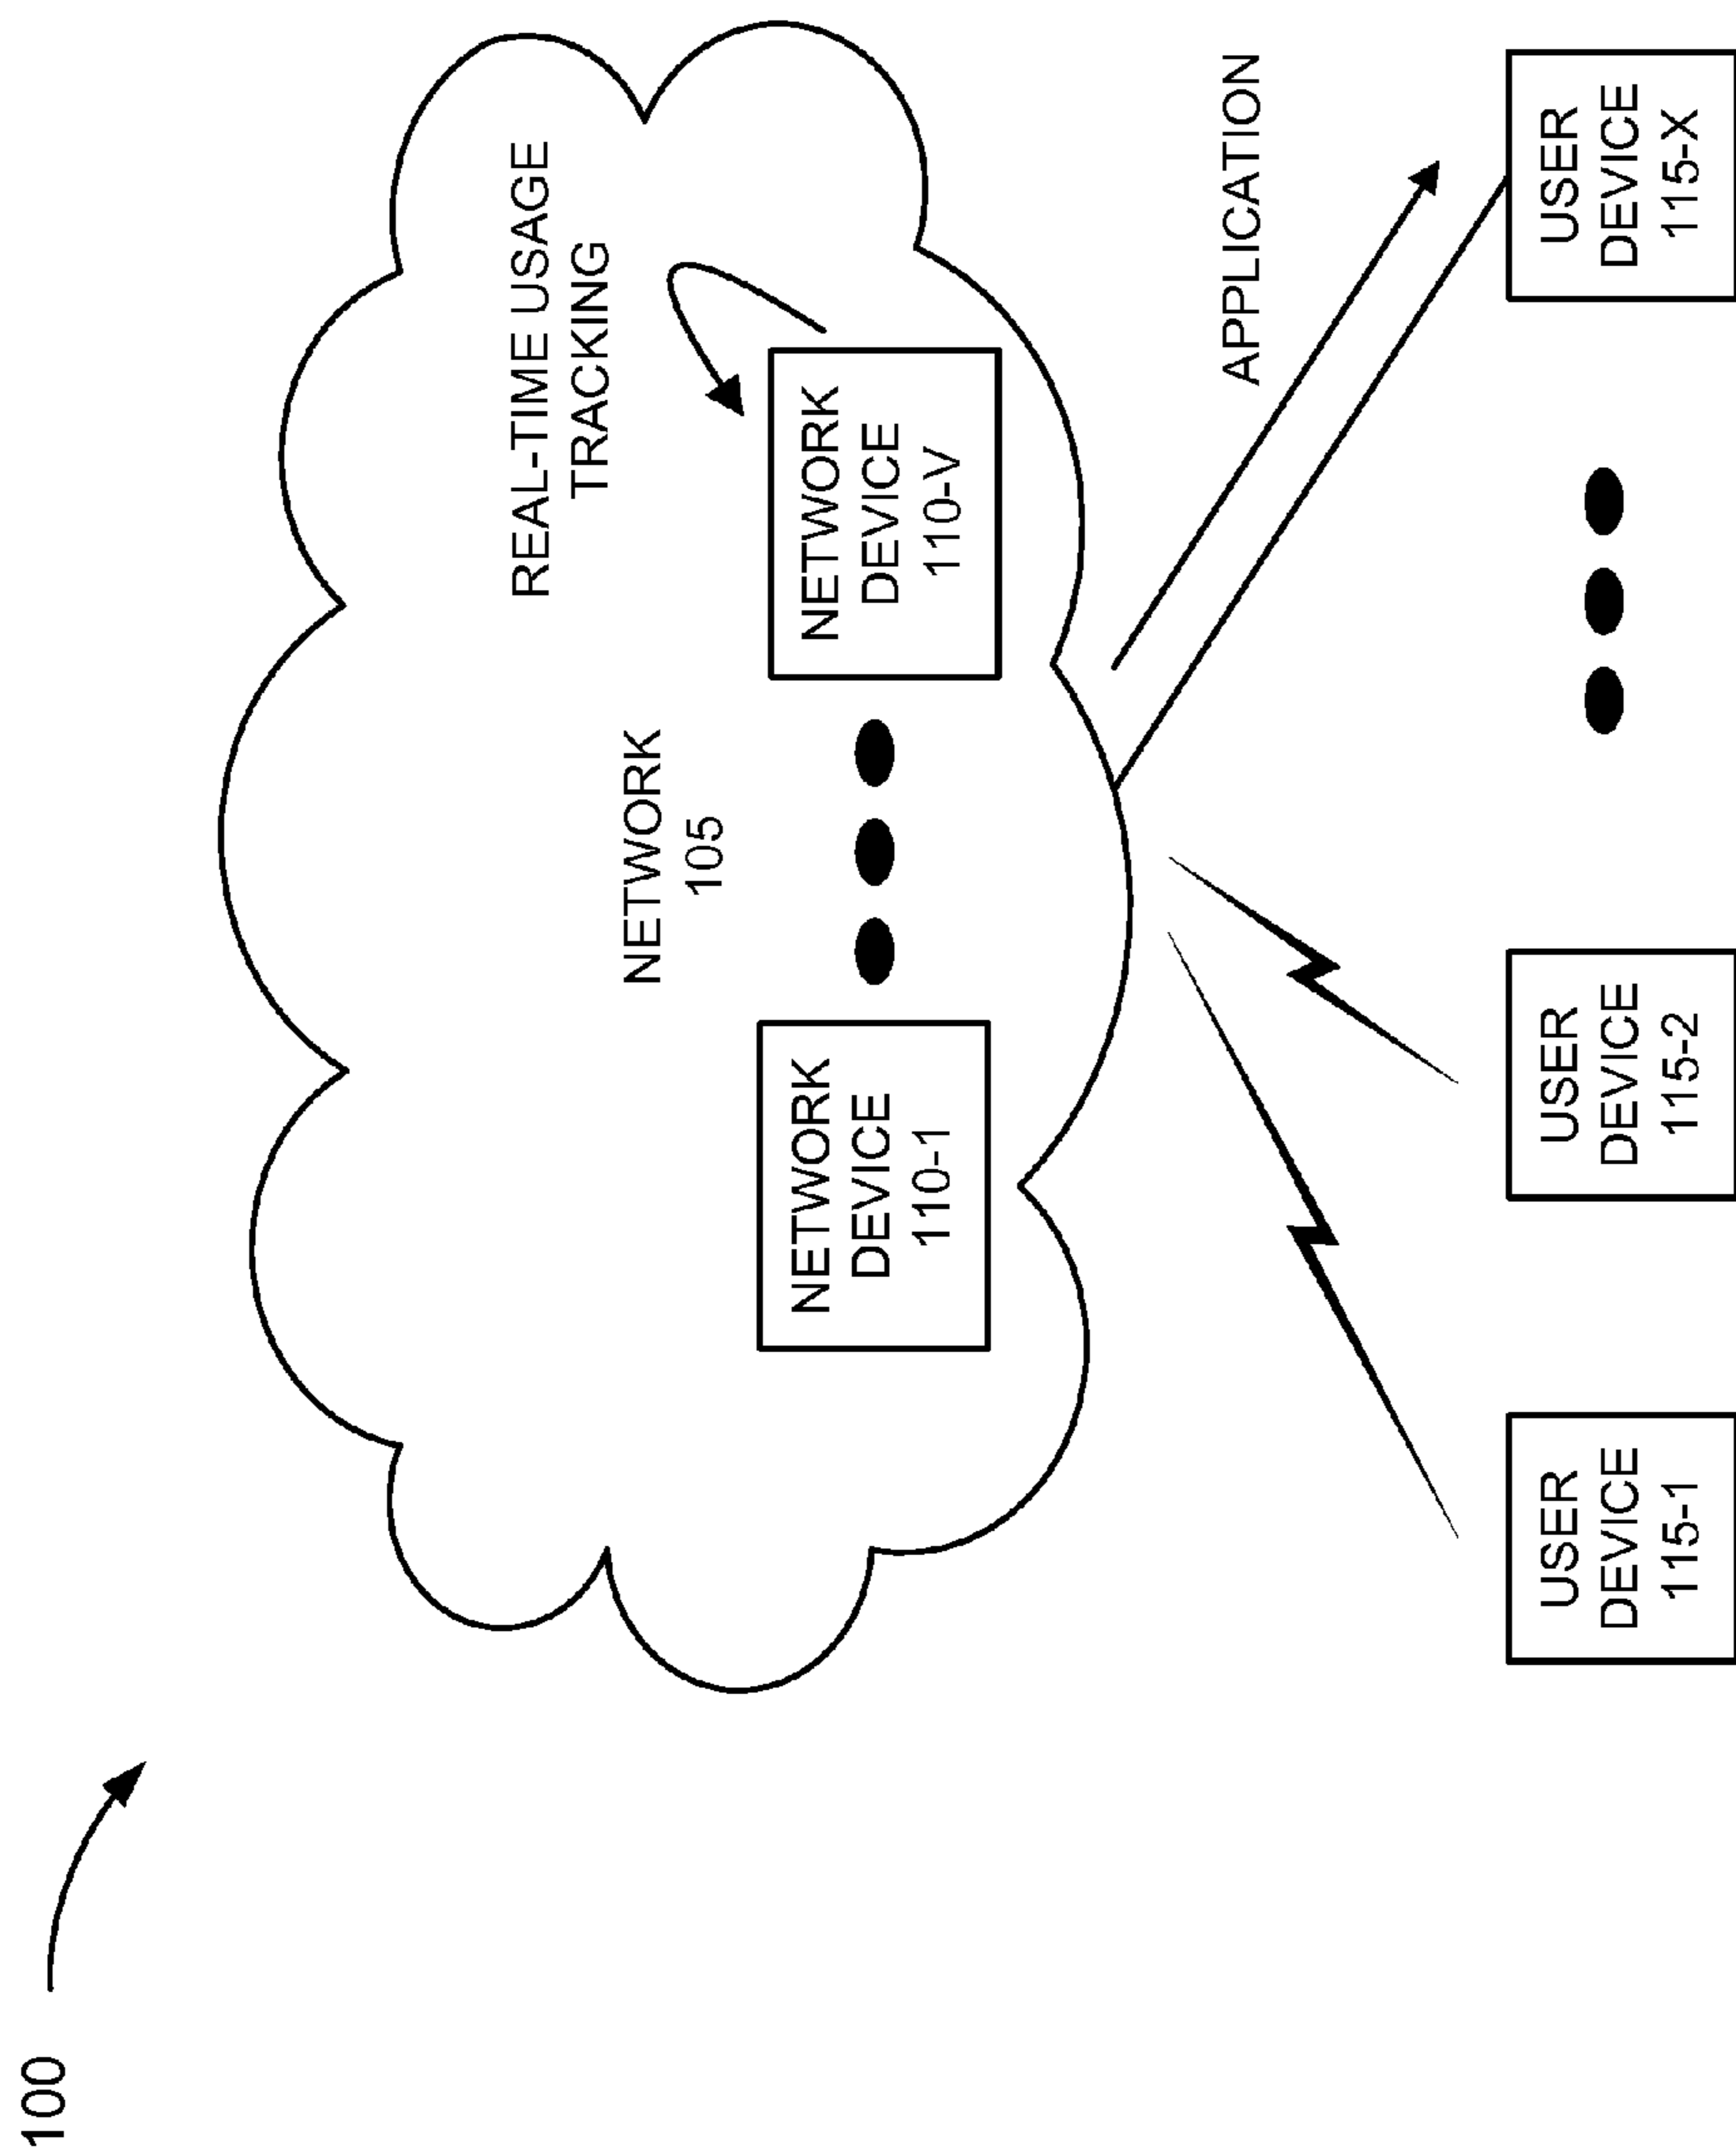 100
REAL-TIME USAGE
TRACKING
NETWORK
105
NETWORK
DEVICE
110-1
NETWORK
DEVICE
110-V
APPLICATION
USER
DEVICE
115-1
USER
DEVICE
115-2
USER
DEVICE
115-X